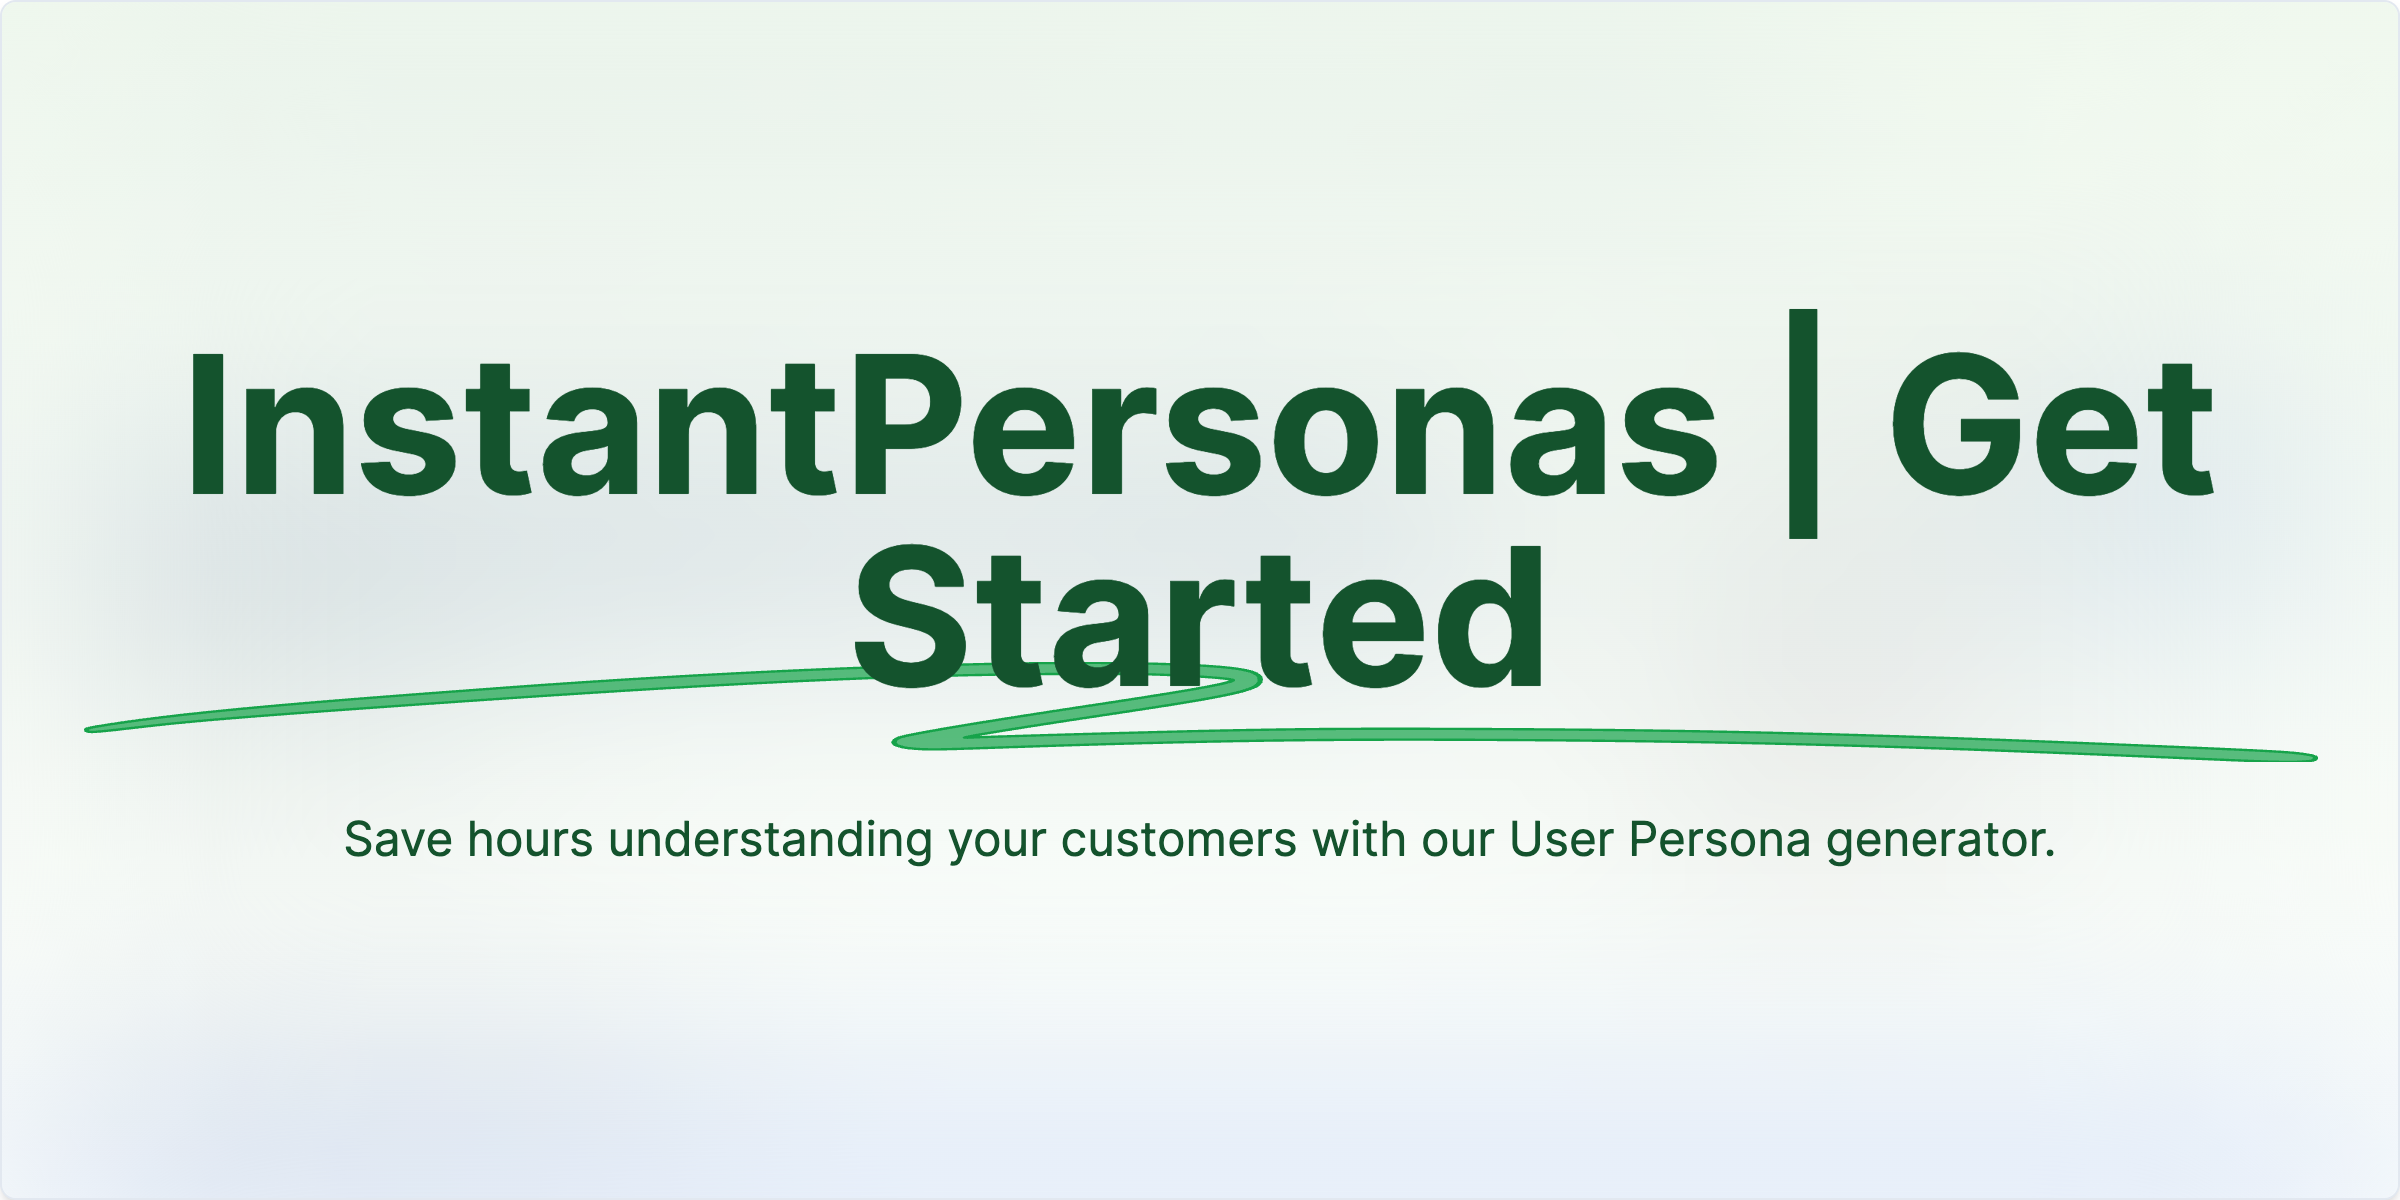 InstantPersonas | Get
Started
Save hours understanding your customers with our User Persona generator.